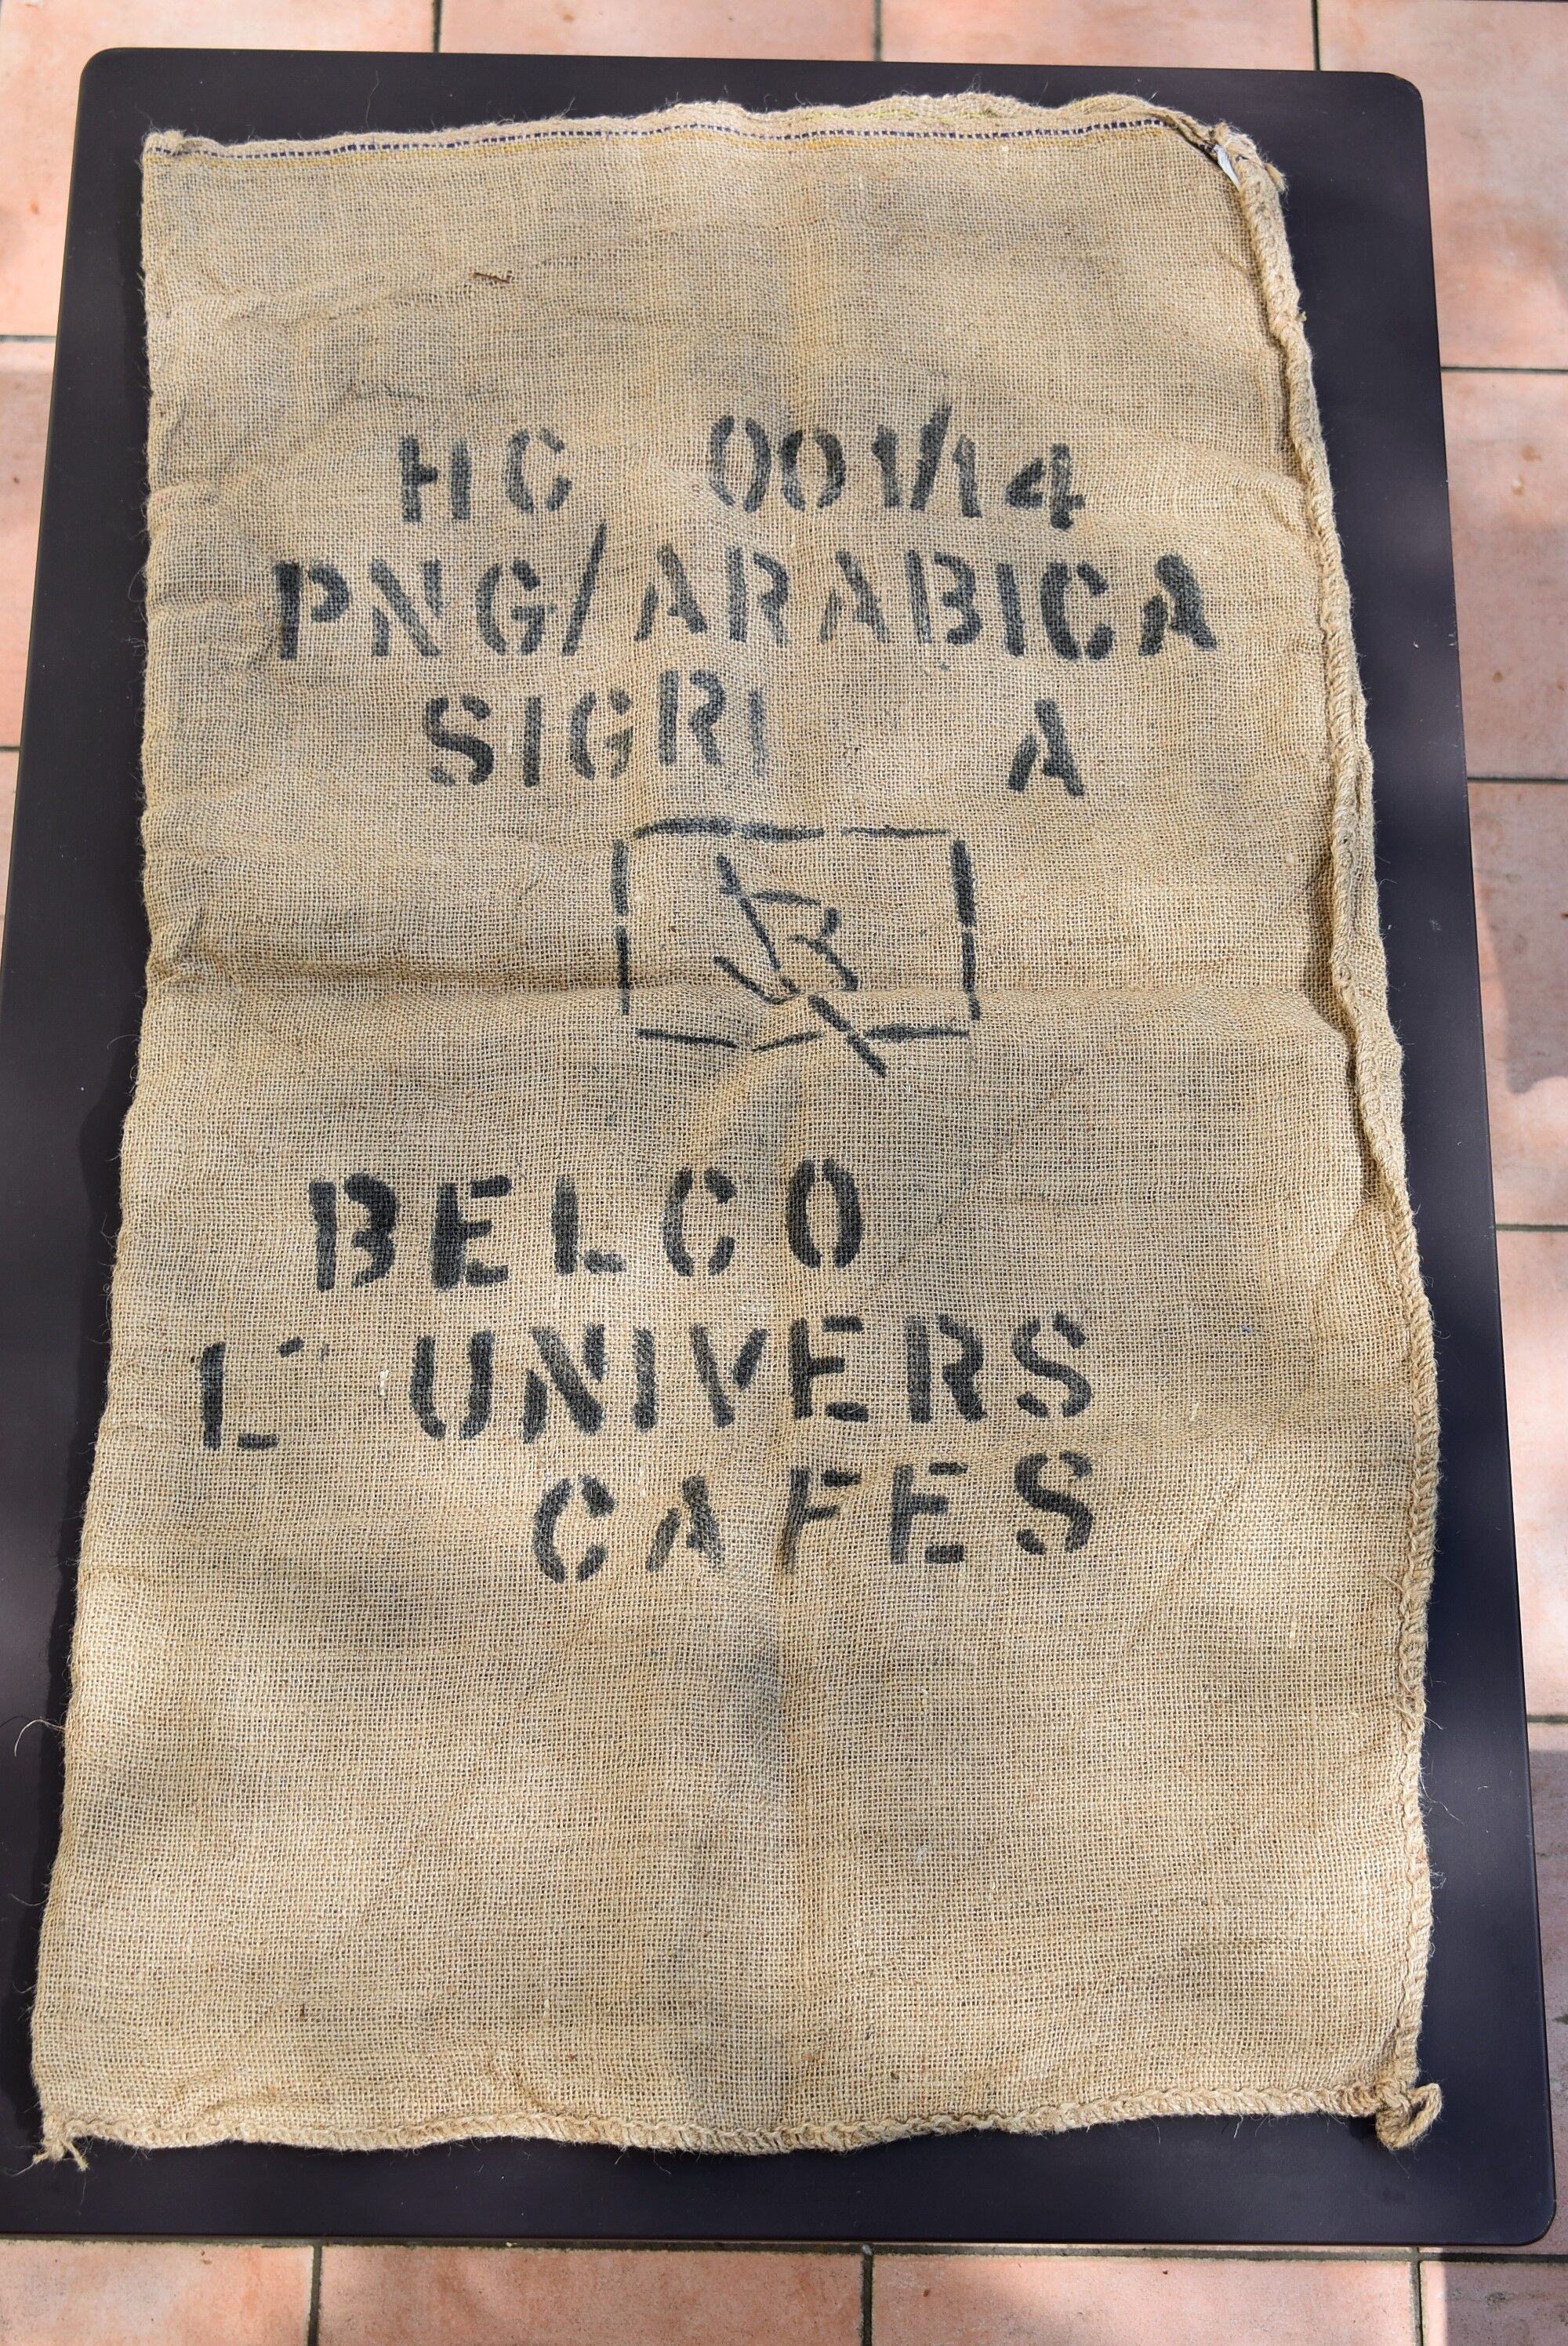 HC 001/14
PNG/ARABICA
SIGRI A
BELCO
L' UNIVERS
CAFES